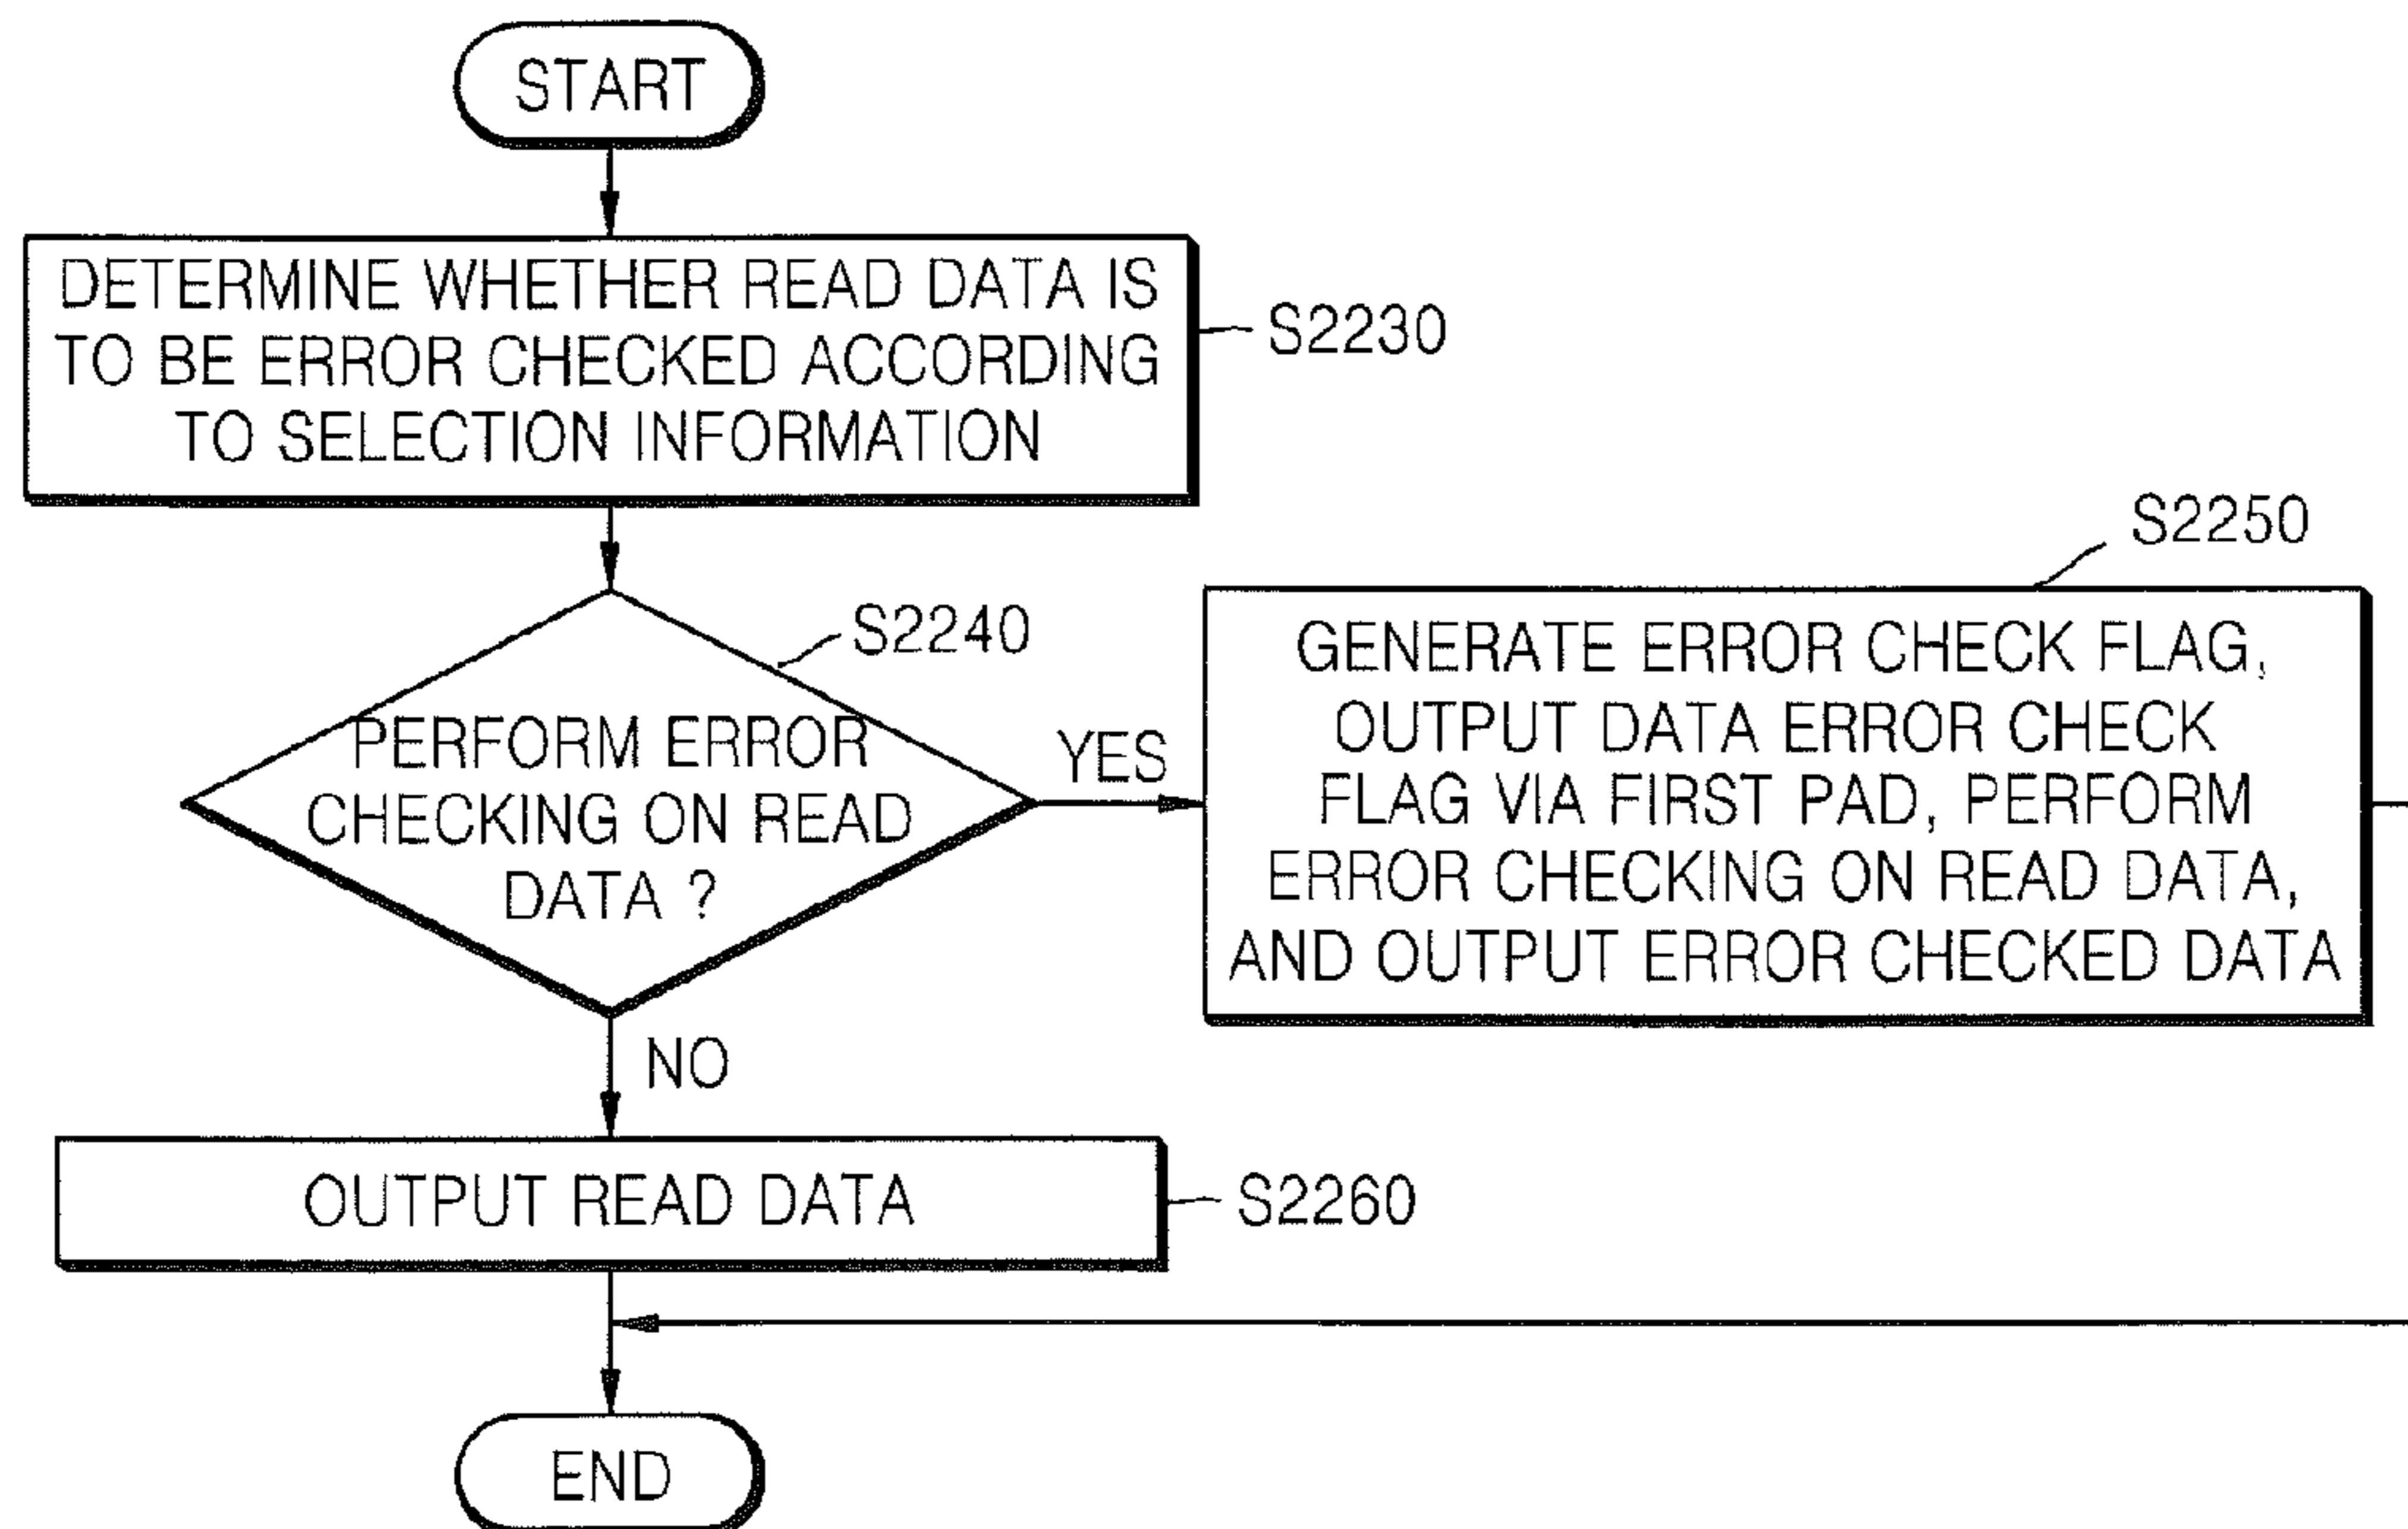 START
DETERMINE WHETHER READ DATA IS
TO BE ERROR CHECKED ACCORDING
TO SELECTION INFORMATION
S2230
S2240
PERFORM ERROR
CHECKING ON READ
DATA ?
YES
S2250
GENERATE ERROR CHECK FLAG,
OUTPUT DATA ERROR CHECK
FLAG VIA FIRST PAD, PERFORM
ERROR CHECKING ON READ DATA,
AND OUTPUT ERROR CHECKED DATA
NO
OUTPUT READ DATA
S2260
END